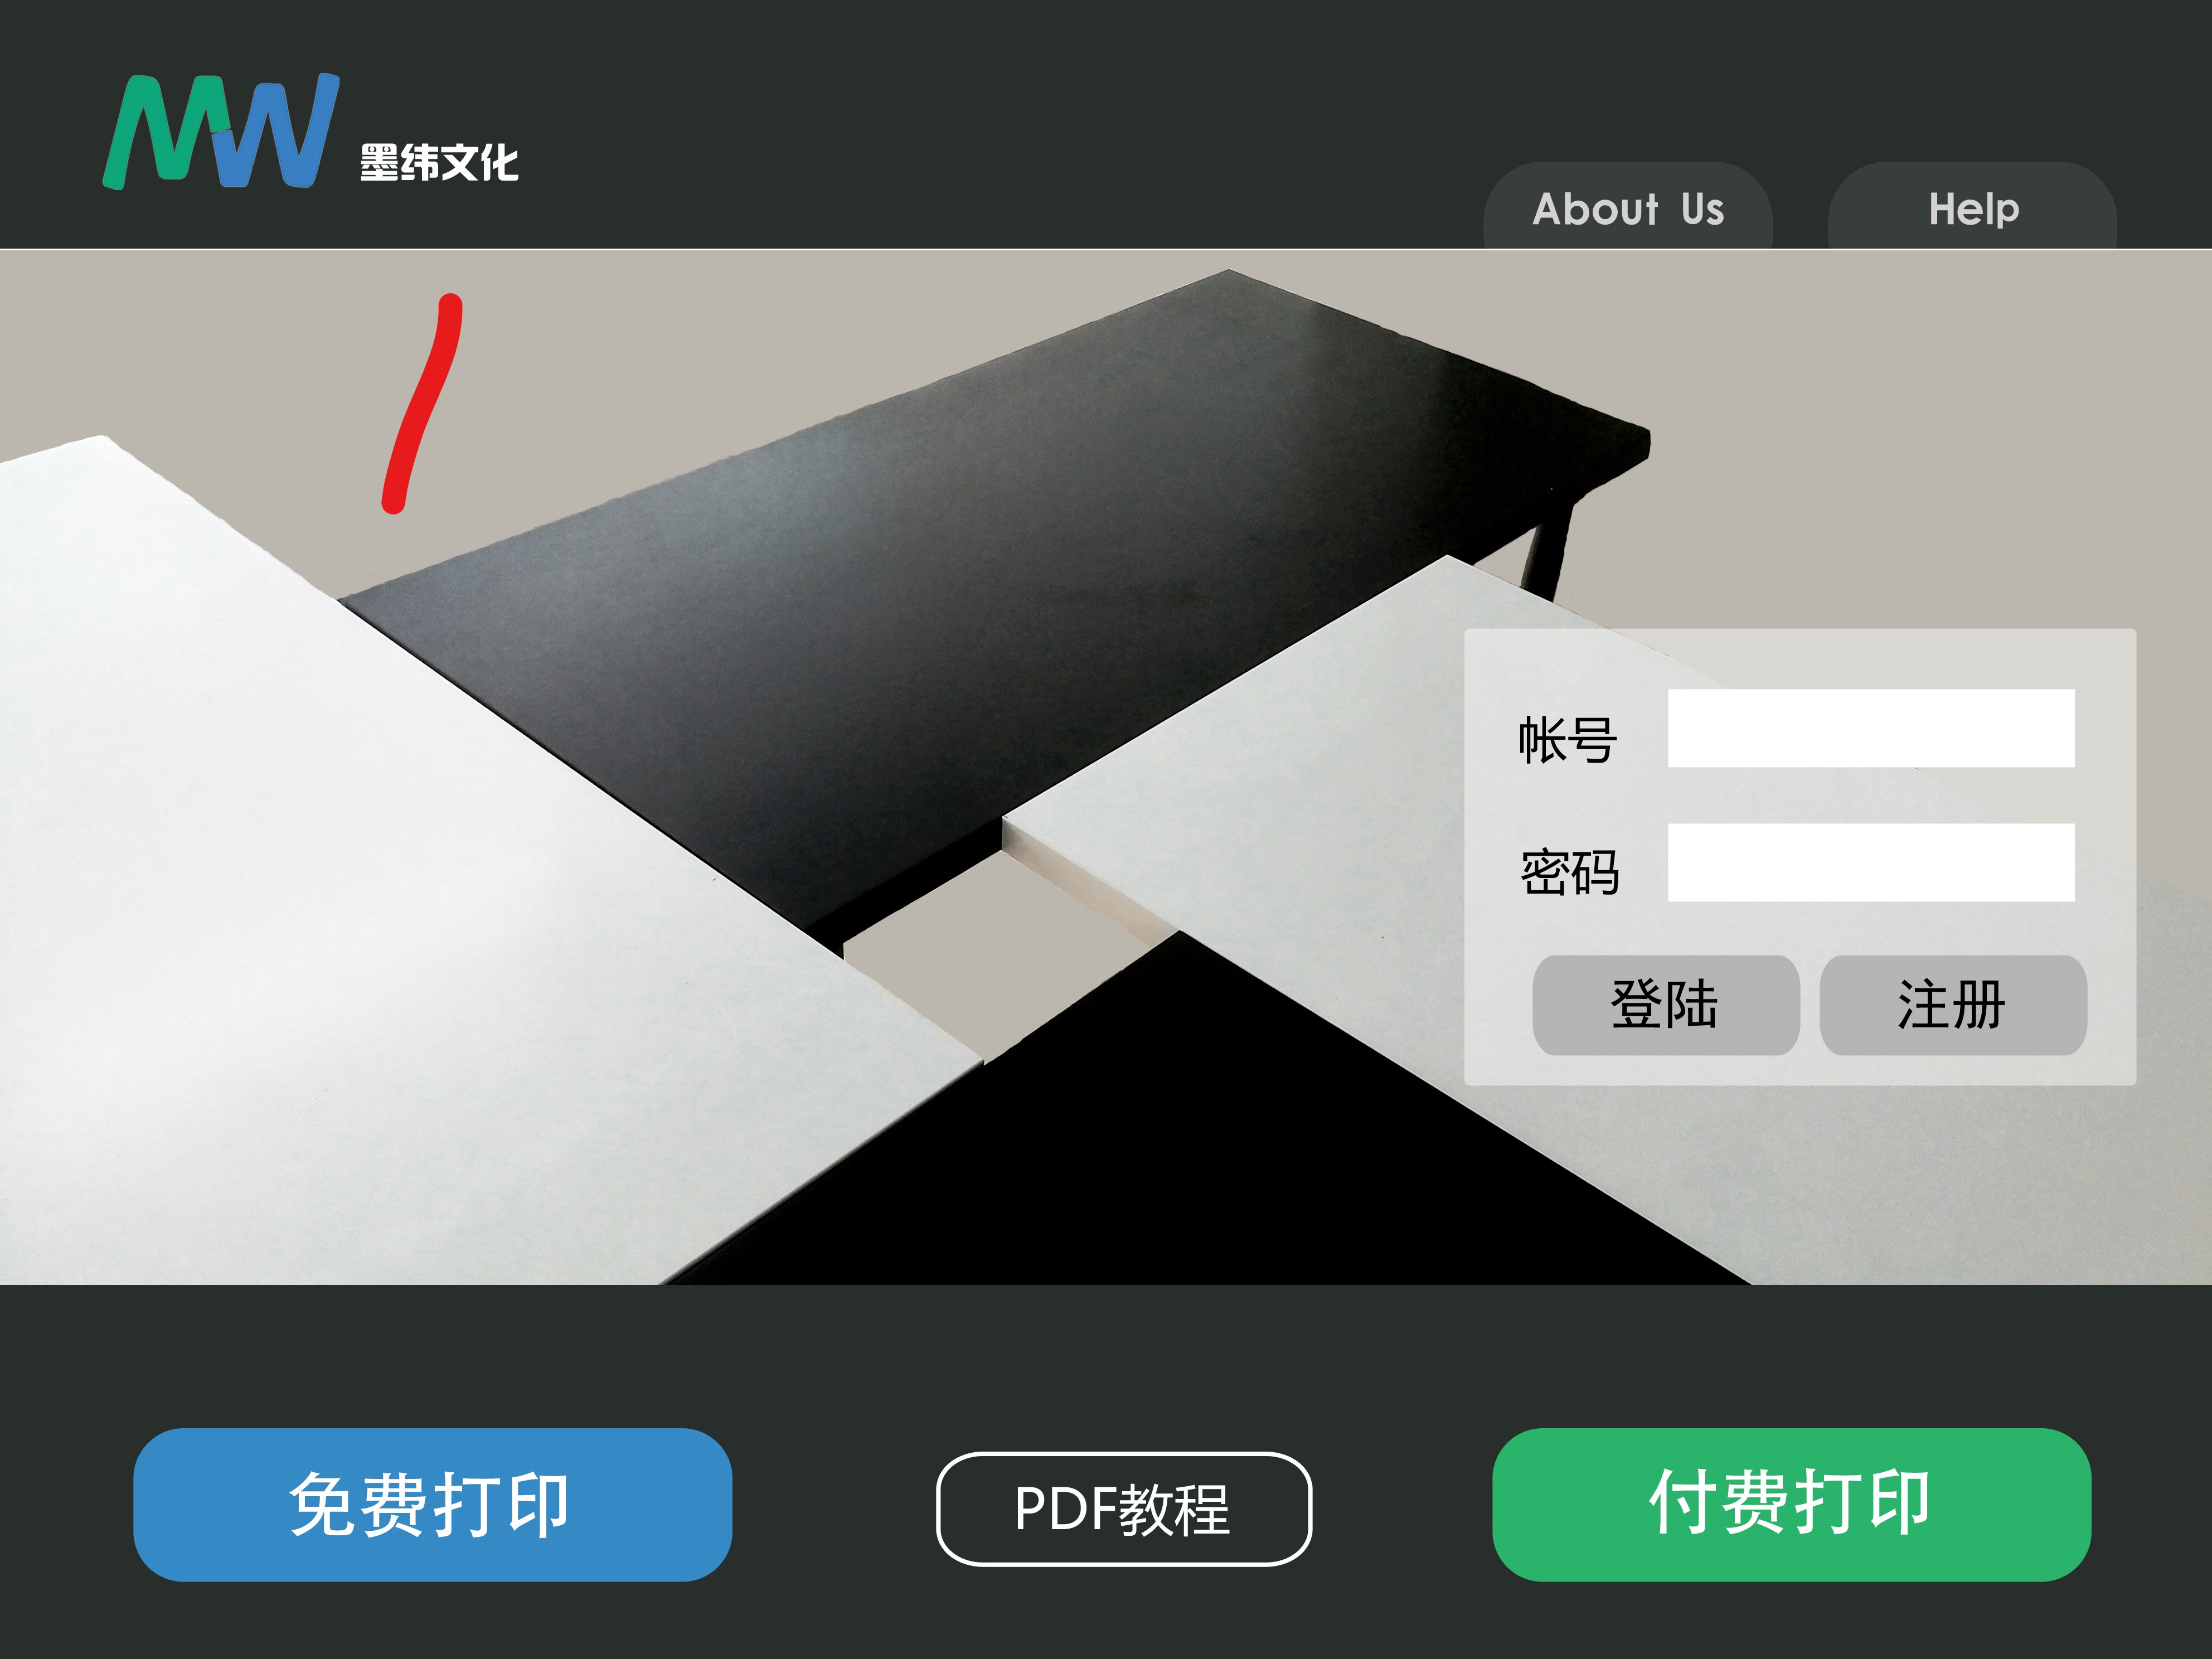 MW 墨纬文化
About Us
Help
帐号
密码
登陆
注册
免费打印
PDF教程
付费打印